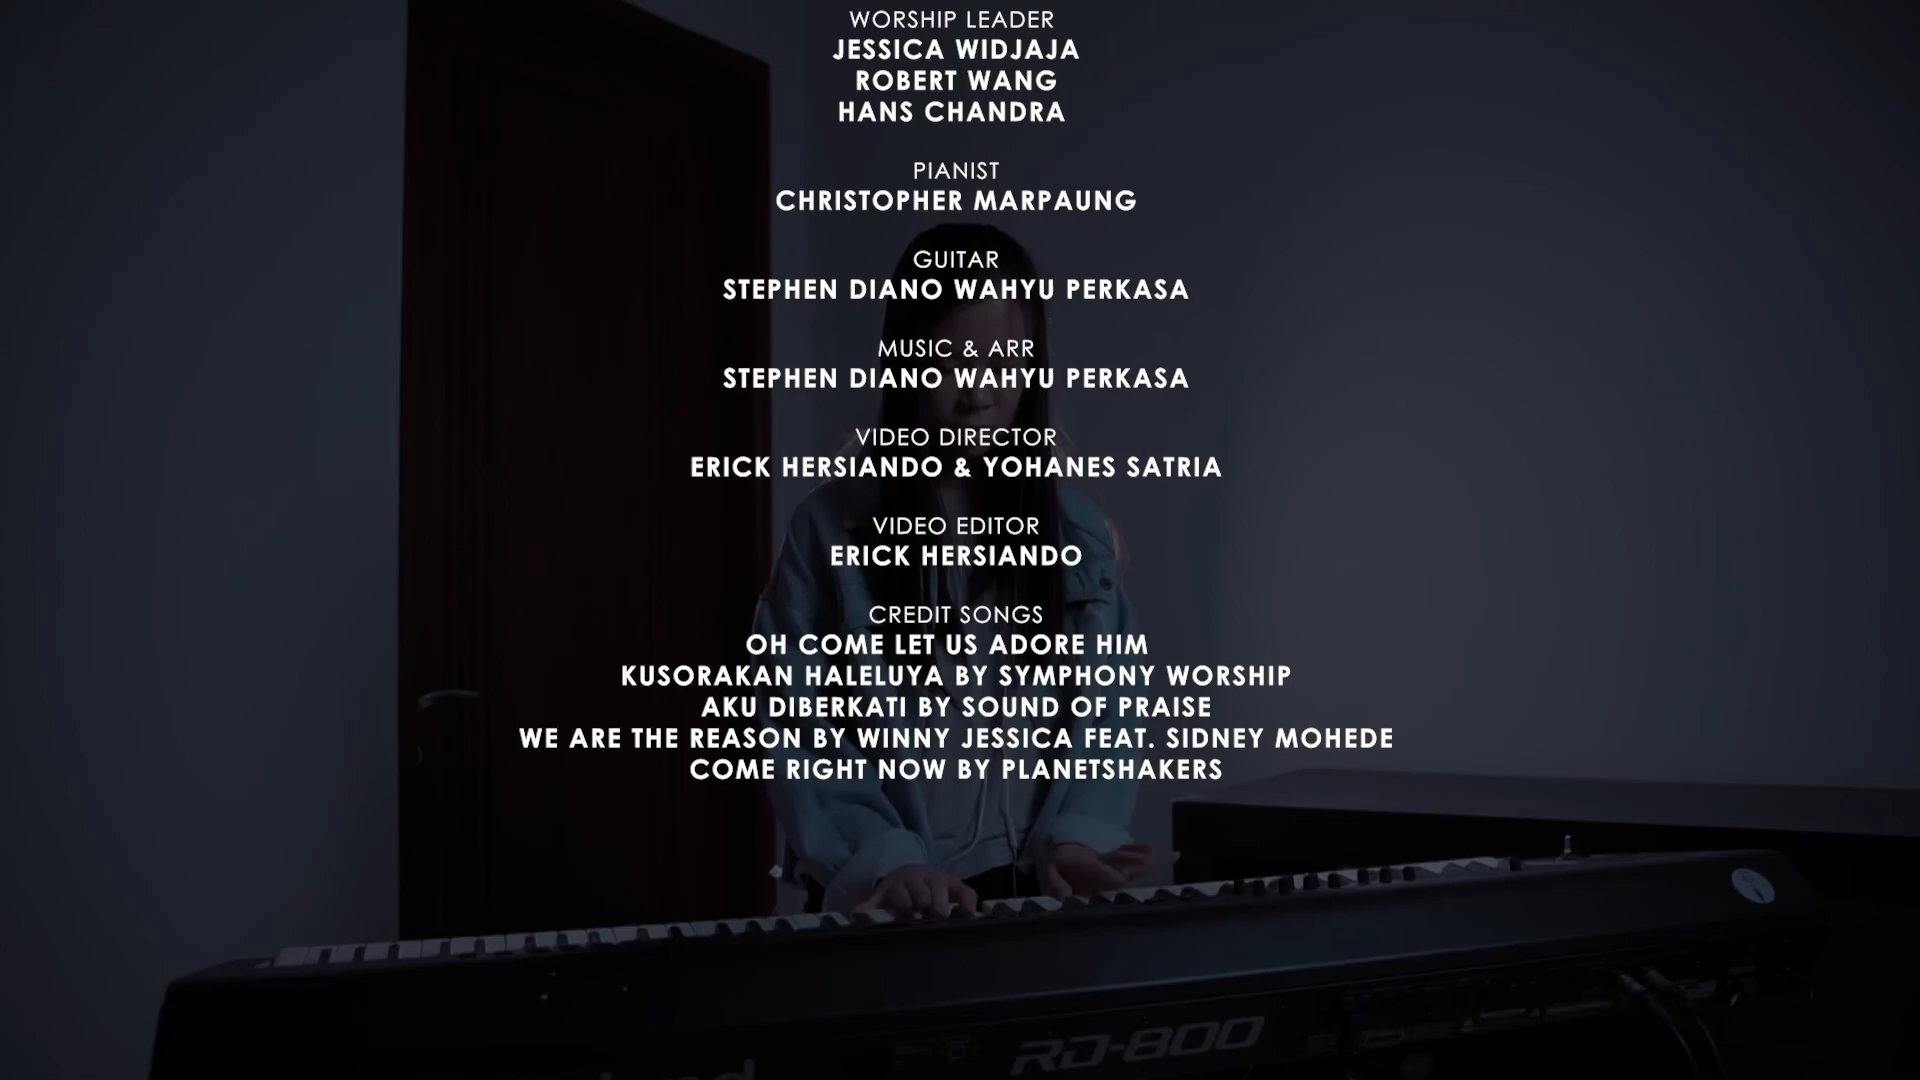 WORSHIP LEADER
JESSICA WIDJAJA
ROBERT WANG
HANS CHANDRA
PIANIST
CHRISTOPHER MARPAUNG
GUITAR
STEPHEN DIANO WAHYU PERKASA
MUSIC & ARR
STEPHEN DIANO WAHYU PERKASA
VIDEO DIRECTOR
ERICK HERSIANDO & YOHANES SATRIA
VIDEO EDITOR
ERICK HERSIANDO
CREDIT SONGS
OH COME LET US ADORE HIM
KUSORAKAN HALELUYA BY SYMPHONY WORSHIP
AKU DIBERKATI BY SOUND OF PRAISE
WE ARE THE REASON BY WINNY JESSICA FEAT. SIDNEY MOHEDE
COME RIGHT NOW BY PLANETSHAKERS
RD-800